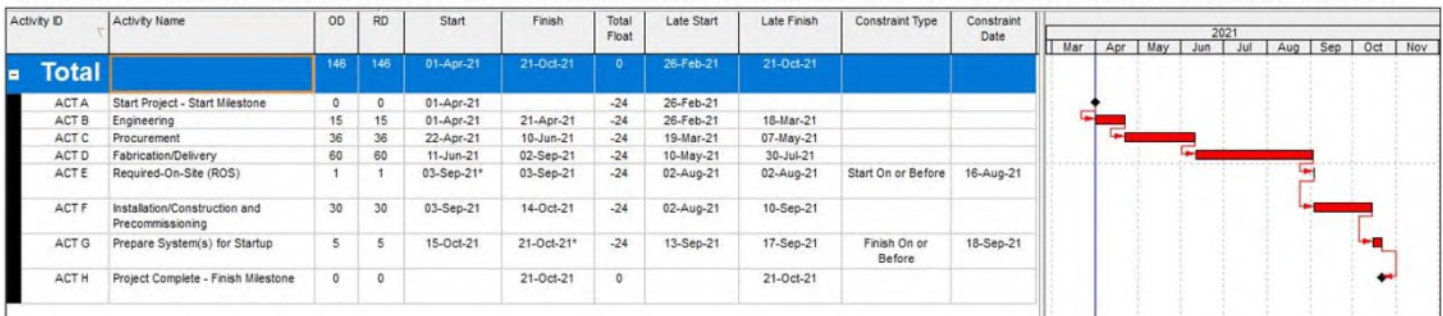 Activity ID Activity Name OD RD Start Finish Total Float Late Start Late Finish Constraint Type Constraint Date
2021
Mar Apr May Jun Jul Aug Sep Oct Nov
Total 146 146 01-Apr-21 21-Oct-21 0 26-Feb-21 21-Oct-21
ACT A Start Project - Start Milestone 0 0 01-Apr-21 -24 26-Feb-21
ACT B Engineering 15 15 01-Apr-21 21-Apr-21 -24 26-Feb-21 18-Mar-21
ACT C Procurement 36 36 22-Apr-21 10-Jun-21 -24 19-Mar-21 07-May-21
ACT D Fabrication/Delivery 60 60 11-Jun-21 02-Sep-21 -24 10-May-21 30-Jul-21
ACT E Required-On-Site (ROS) 1 1 03-Sep-21* 03-Sep-21 -24 02-Aug-21 02-Aug-21 Start On or Before 16-Aug-21
ACT F Installation/Construction and Precommissioning 30 30 03-Sep-21 14-Oct-21 -24 02-Aug-21 10-Sep-21
ACT G Prepare System(s) for Startup 5 5 15-Oct-21 21-Oct-21* -24 13-Sep-21 17-Sep-21 Finish On or Before 18-Sep-21
ACT H Project Complete - Finish Milestone 0 0 21-Oct-21 0 21-Oct-21